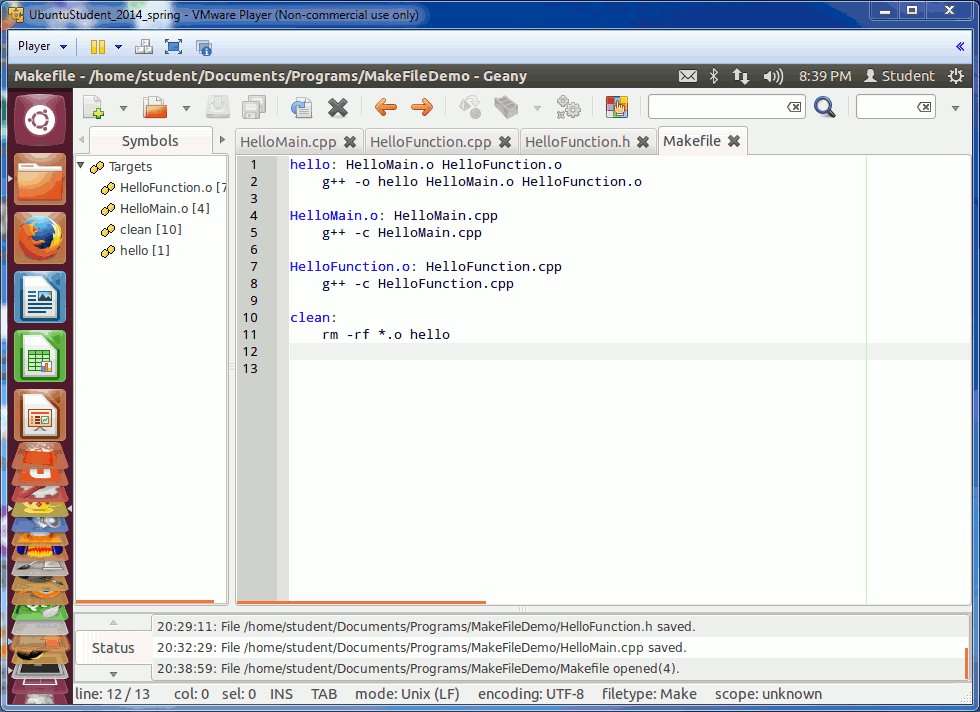 UbuntuStudent_2014_spring - VMware Player (Non-commercial use only)
Player
Makefile - /home/student/Documents/Programs/MakeFileDemo - Geany
8:39 PM
Student
Symbols
HelloMain.cpp
HelloFunction.cpp
HelloFunction.h
Makefile
Targets
HelloFunction.o [7
HelloMain.o [4]
clean [10]
hello [1]
1 hello: HelloMain.o HelloFunction.o
2 g++ -o hello HelloMain.o HelloFunction.o
3
4 HelloMain.o: HelloMain.cpp
5 g++ -c HelloMain.cpp
6
7 HelloFunction.o: HelloFunction.cpp
8 g++ -c HelloFunction.cpp
9
10 clean:
11 rm -rf *.o hello
12
13
Status
20:29:11: File /home/student/Documents/Programs/MakeFileDemo/HelloFunction.h saved.
20:32:29: File /home/student/Documents/Programs/MakeFileDemo/HelloMain.cpp saved.
20:38:59: File /home/student/Documents/Programs/MakeFileDemo/Makefile opened(4).
line: 12 / 13 col: 0 sel: 0 INS TAB mode: Unix (LF) encoding: UTF-8 filetype: Make scope: unknown